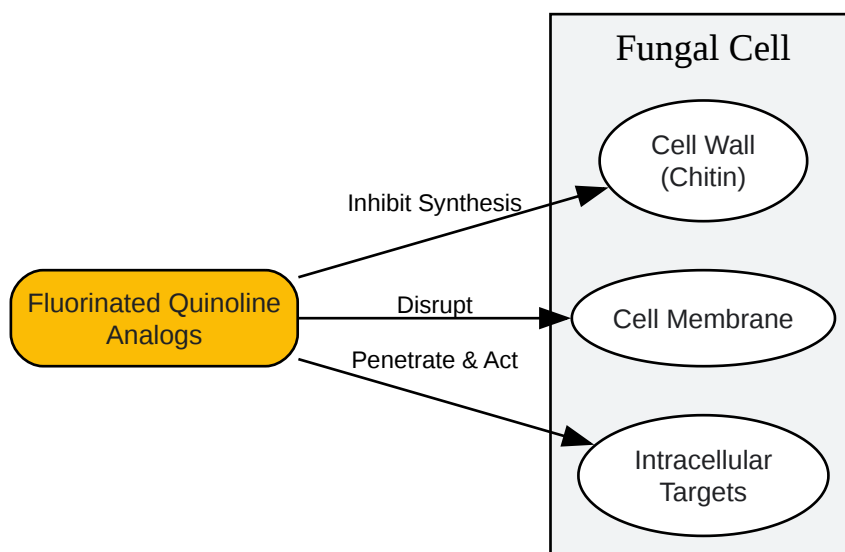 Fungal Cell
Cell Wall
(Chitin)
Inhibit Synthesis
Fluorinated Quinoline
Analogs
Disrupt
Cell Membrane
Penetrate & Act
Intracellular
Targets